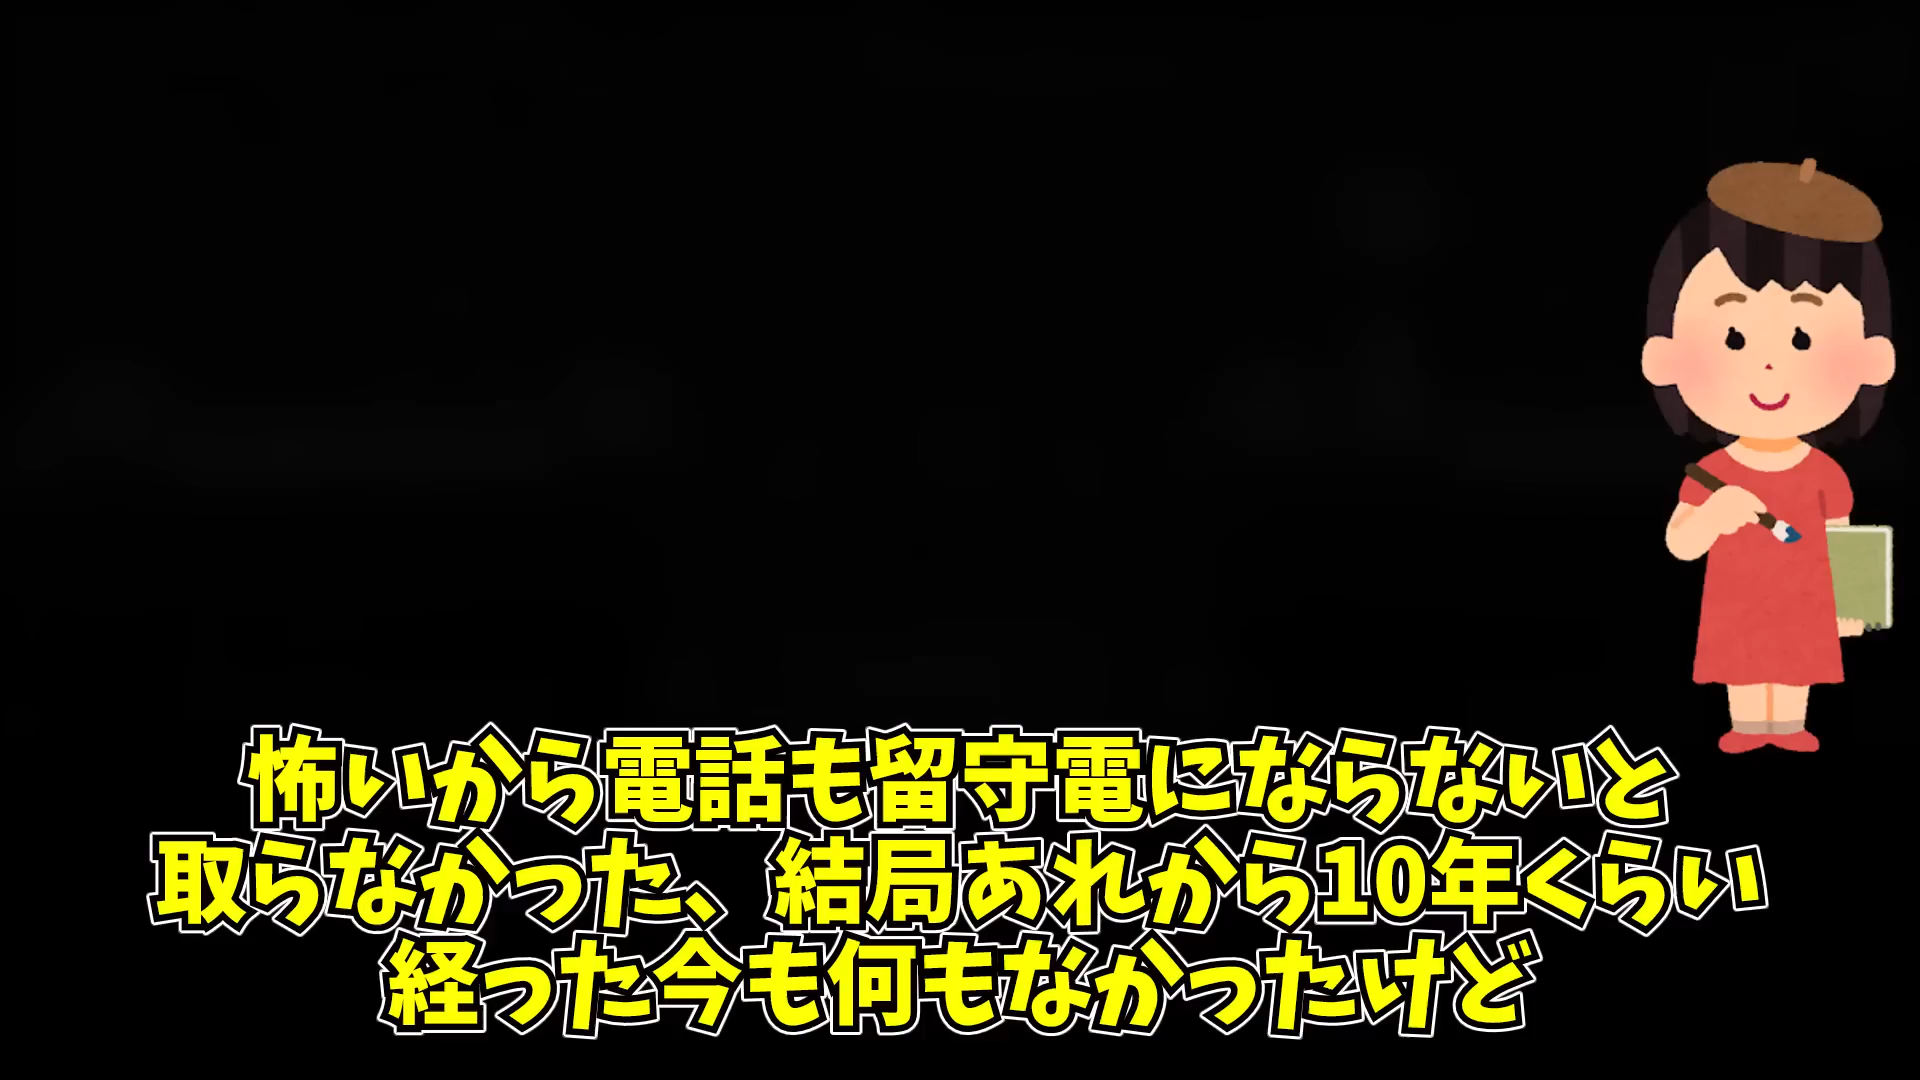 怖いから電話も留守電にならないと
取らなかった、結局あれから10年くらい
経った今も何もなかったけど